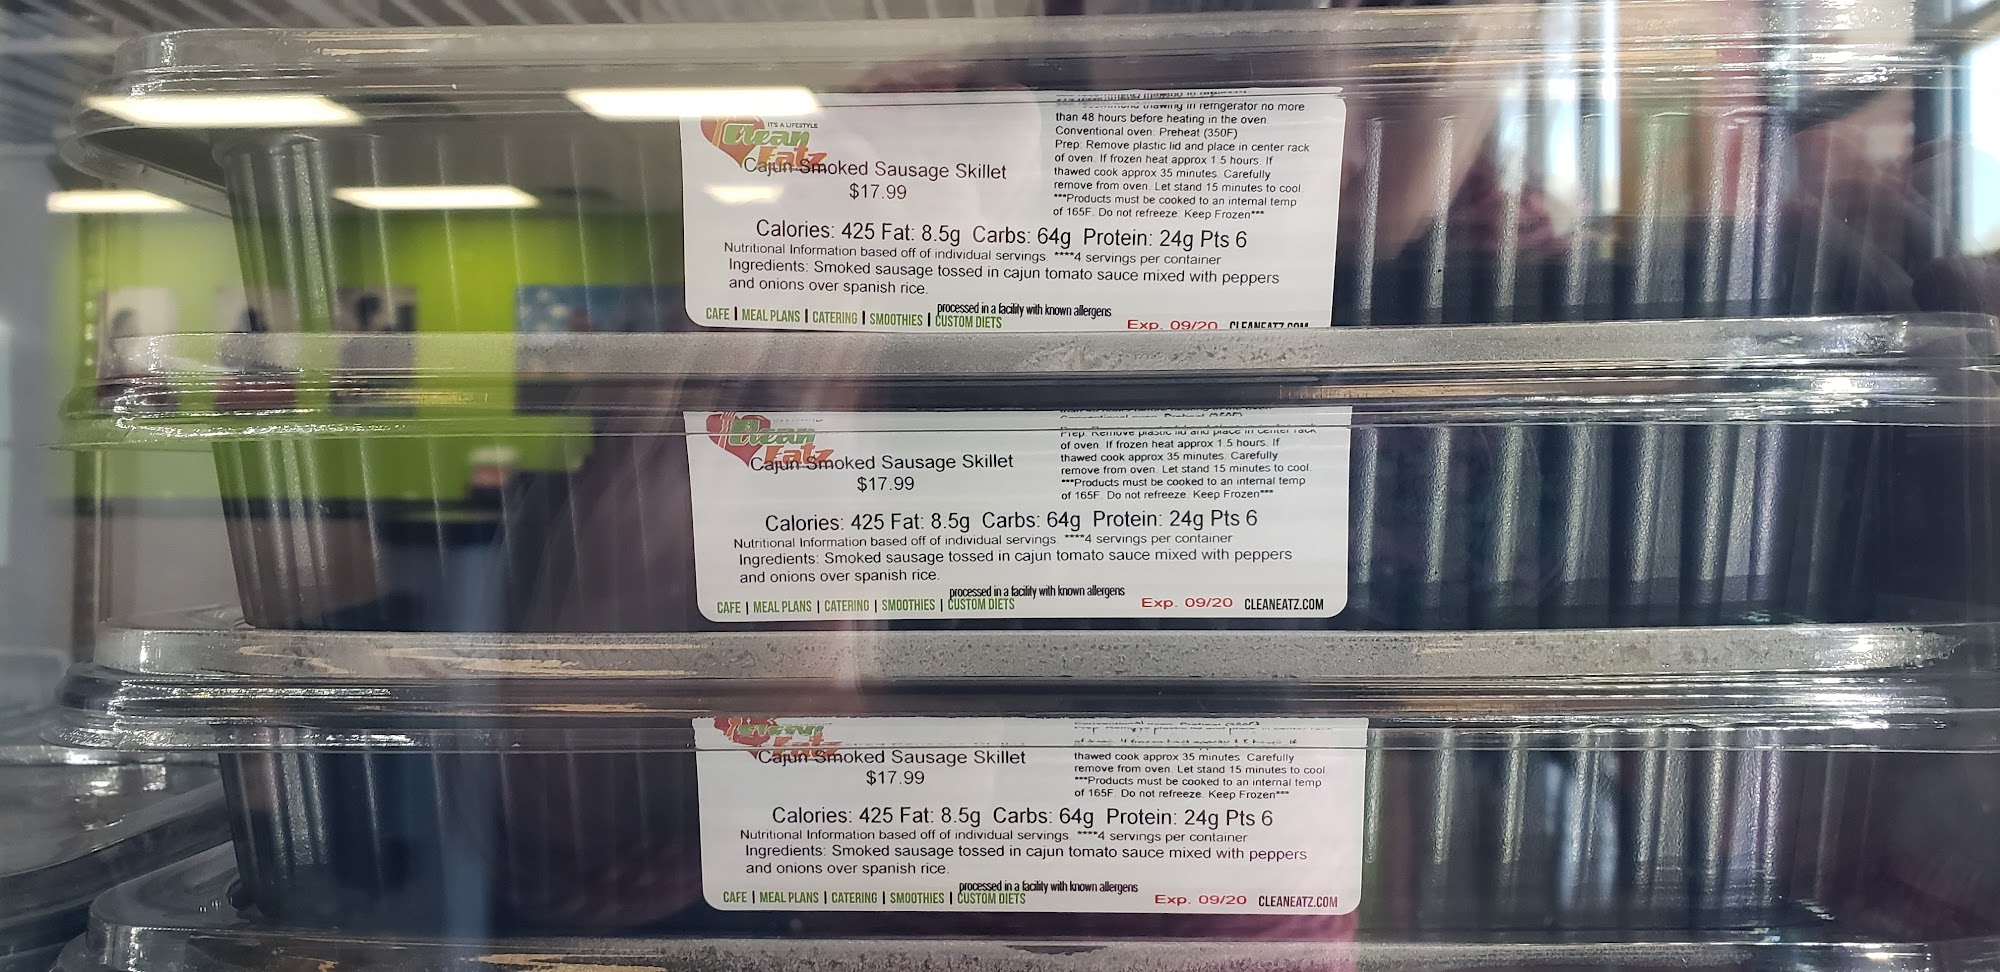 thawing in refrigerator no more
than 48 hours before heating in the oven.
Conventional oven: Preheat (350F)
Prep: Remove plastic lid and place in center rack
of oven. If frozen heat approx 1.5 hours. If
thawed cook approx 35 minutes. Carefully
remove from oven. Let stand 15 minutes to cool.
***Products must be cooked to an internal temp
of 165F. Do not refreeze. Keep Frozen***
IT'S A LIFESTYLE
Clean
Eatz
Cajun Smoked Sausage Skillet
$17.99
Calories: 425 Fat: 8.5g Carbs: 64g Protein: 24g Pts 6
Nutritional Information based off of individual servings. ****4 servings per container
Ingredients: Smoked sausage tossed in cajun tomato sauce mixed with peppers
and onions over spanish rice.
processed in a facility with known allergens
CAFE | MEAL PLANS | CATERING | SMOOTHIES | CUSTOM DIETS
Exp. 09/20 CLEANEATZ.COM
Prep: Remove plastic lid and place in center rack
of oven. If frozen heat approx 1.5 hours. If
thawed cook approx 35 minutes. Carefully
remove from oven. Let stand 15 minutes to cool.
***Products must be cooked to an internal temp
of 165F. Do not refreeze. Keep Frozen***
Clean
Eatz
Cajun Smoked Sausage Skillet
$17.99
Calories: 425 Fat: 8.5g Carbs: 64g Protein: 24g Pts 6
Nutritional Information based off of individual servings. ****4 servings per container
Ingredients: Smoked sausage tossed in cajun tomato sauce mixed with peppers
and onions over spanish rice.
processed in a facility with known allergens
CAFE | MEAL PLANS | CATERING | SMOOTHIES | CUSTOM DIETS
Exp. 09/20 CLEANEATZ.COM
thawed cook approx 35 minutes. Carefully
remove from oven. Let stand 15 minutes to cool.
***Products must be cooked to an internal temp
of 165F. Do not refreeze. Keep Frozen***
Cajun Smoked Sausage Skillet
$17.99
Calories: 425 Fat: 8.5g Carbs: 64g Protein: 24g Pts 6
Nutritional Information based off of individual servings. ****4 servings per container
Ingredients: Smoked sausage tossed in cajun tomato sauce mixed with peppers
and onions over spanish rice.
processed in a facility with known allergens
CAFE | MEAL PLANS | CATERING | SMOOTHIES | CUSTOM DIETS
Exp. 09/20 CLEANEATZ.COM